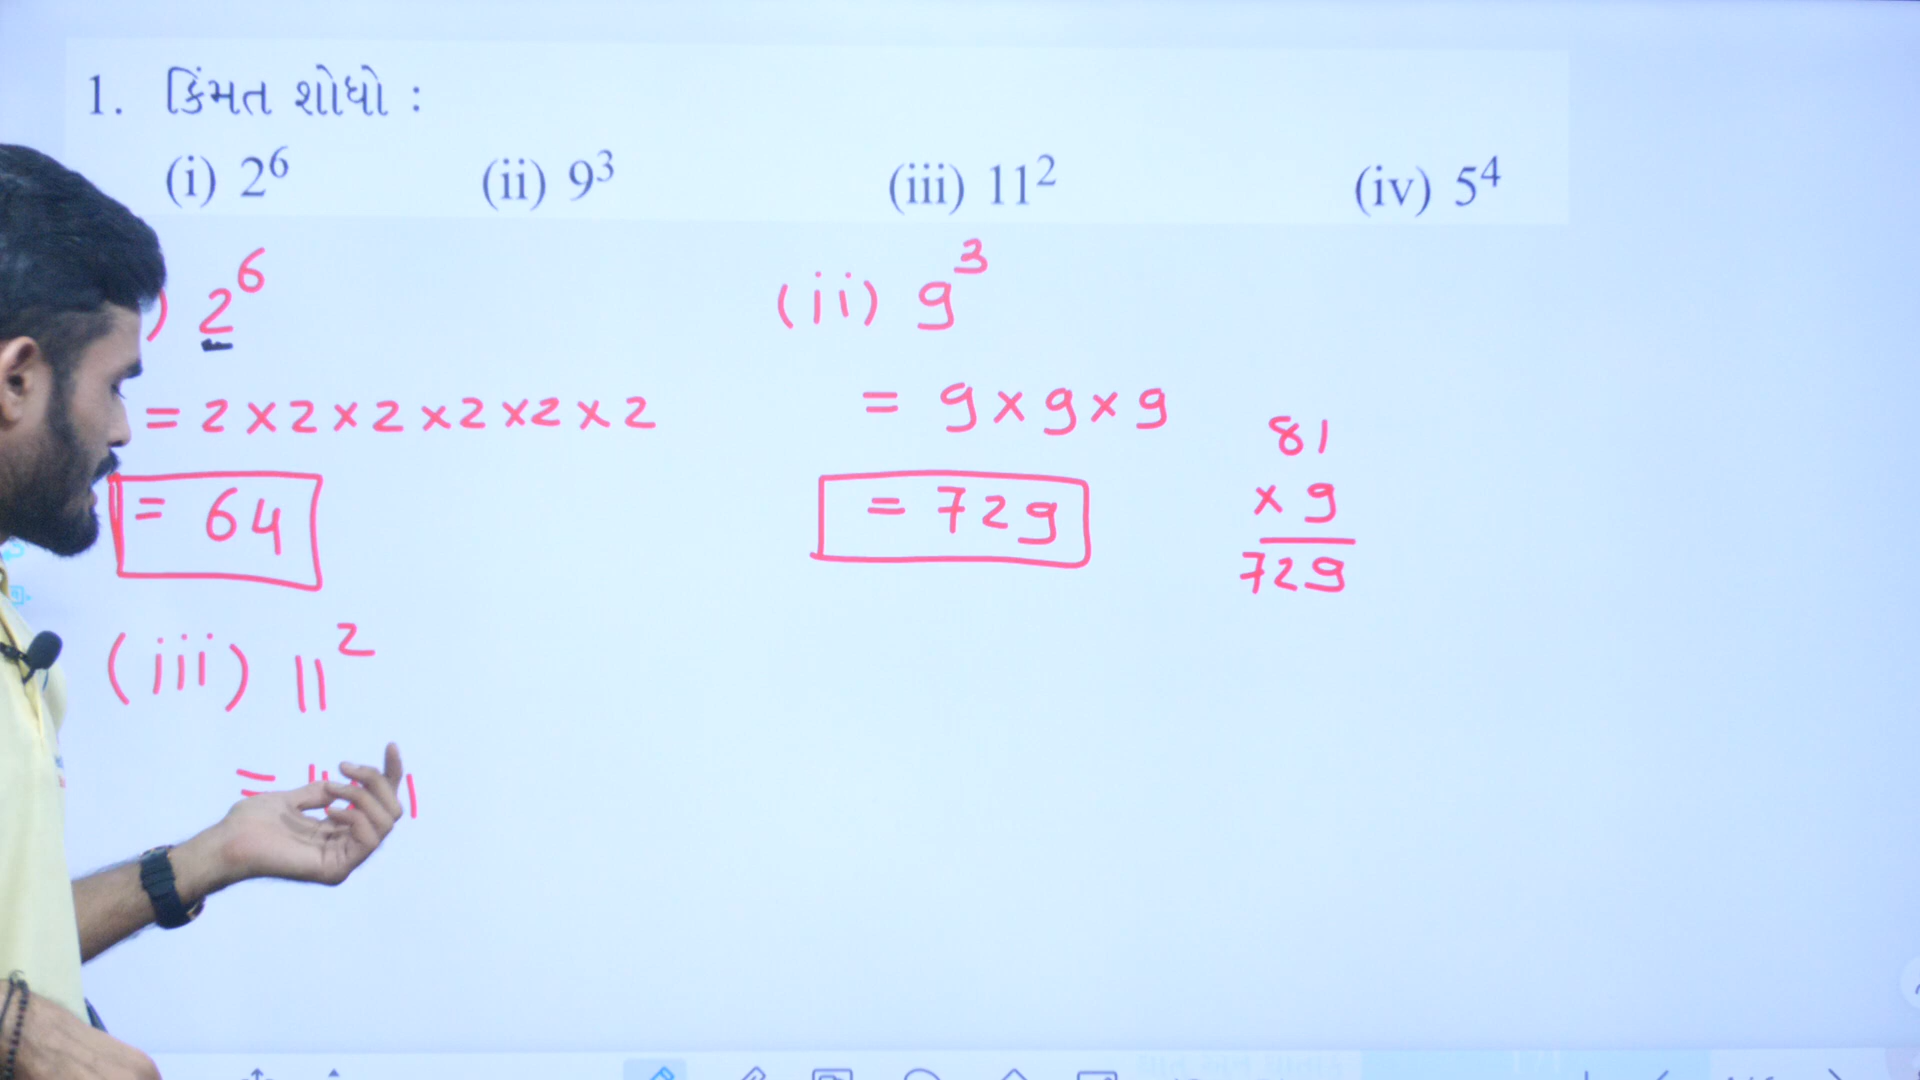 1. કિંમત શોધો :
(i) 2⁶ (ii) 9³ (iii) 11² (iv) 5⁴
) 2⁶
= 2 × 2 × 2 × 2 × 2 × 2
= 64
(ii) 9³
= 9 × 9 × 9
= 729
81
× 9
729
(iii) 11²
=